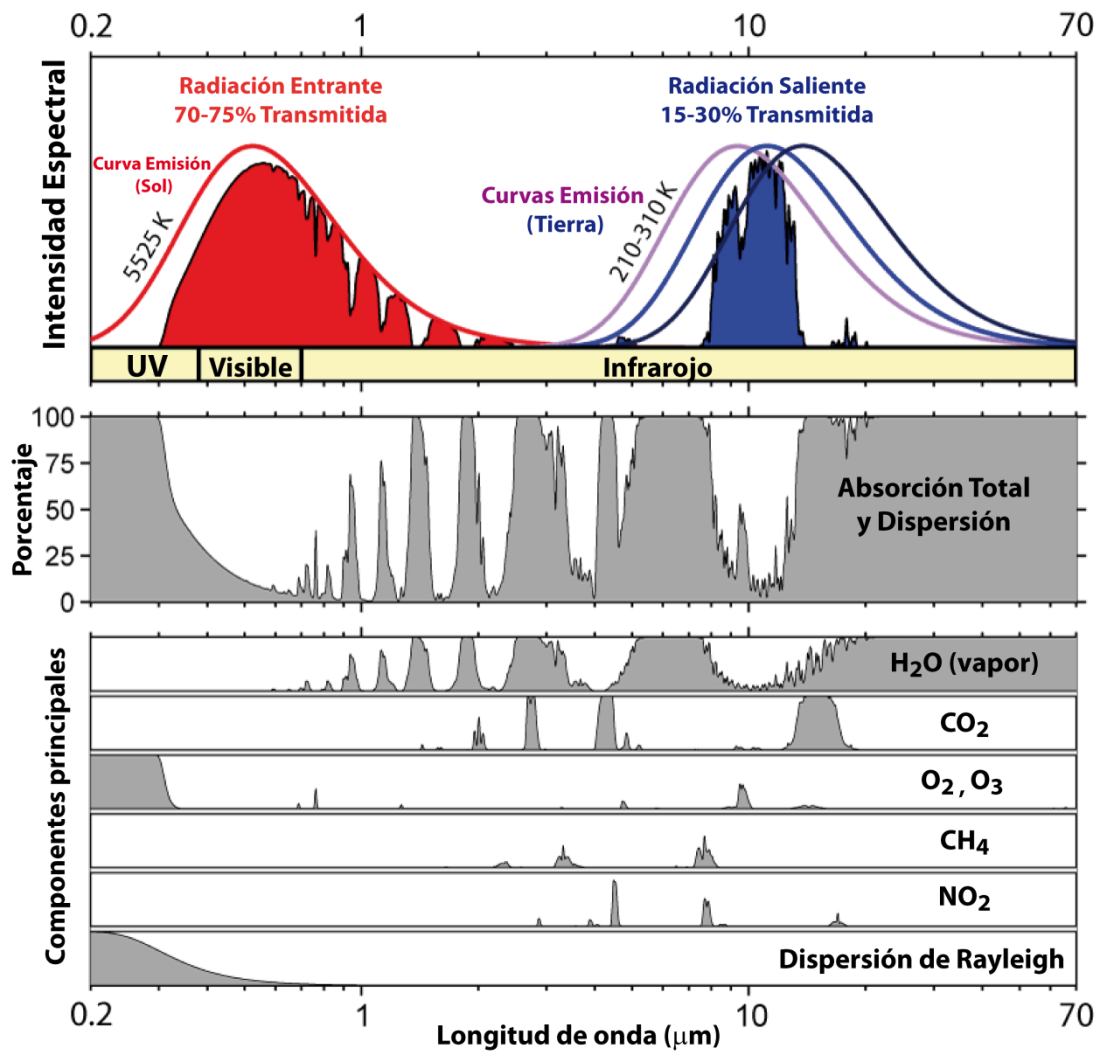 0.2 1 10 70
Intensidad Espectral
Radiación Entrante
70-75% Transmitida
Radiación Saliente
15-30% Transmitida
Curva Emisión
(Sol)
5525 K
Curvas Emisión
(Tierra)
210-310 K
UV Visible Infrarojo
Porcentaje
100
75
50
25
0
Absorción Total
y Dispersión
Componentes principales
H₂O (vapor)
CO₂
O₂ , O₃
CH₄
NO₂
Dispersión de Rayleigh
0.2 1 10 70
Longitud de onda (μm)